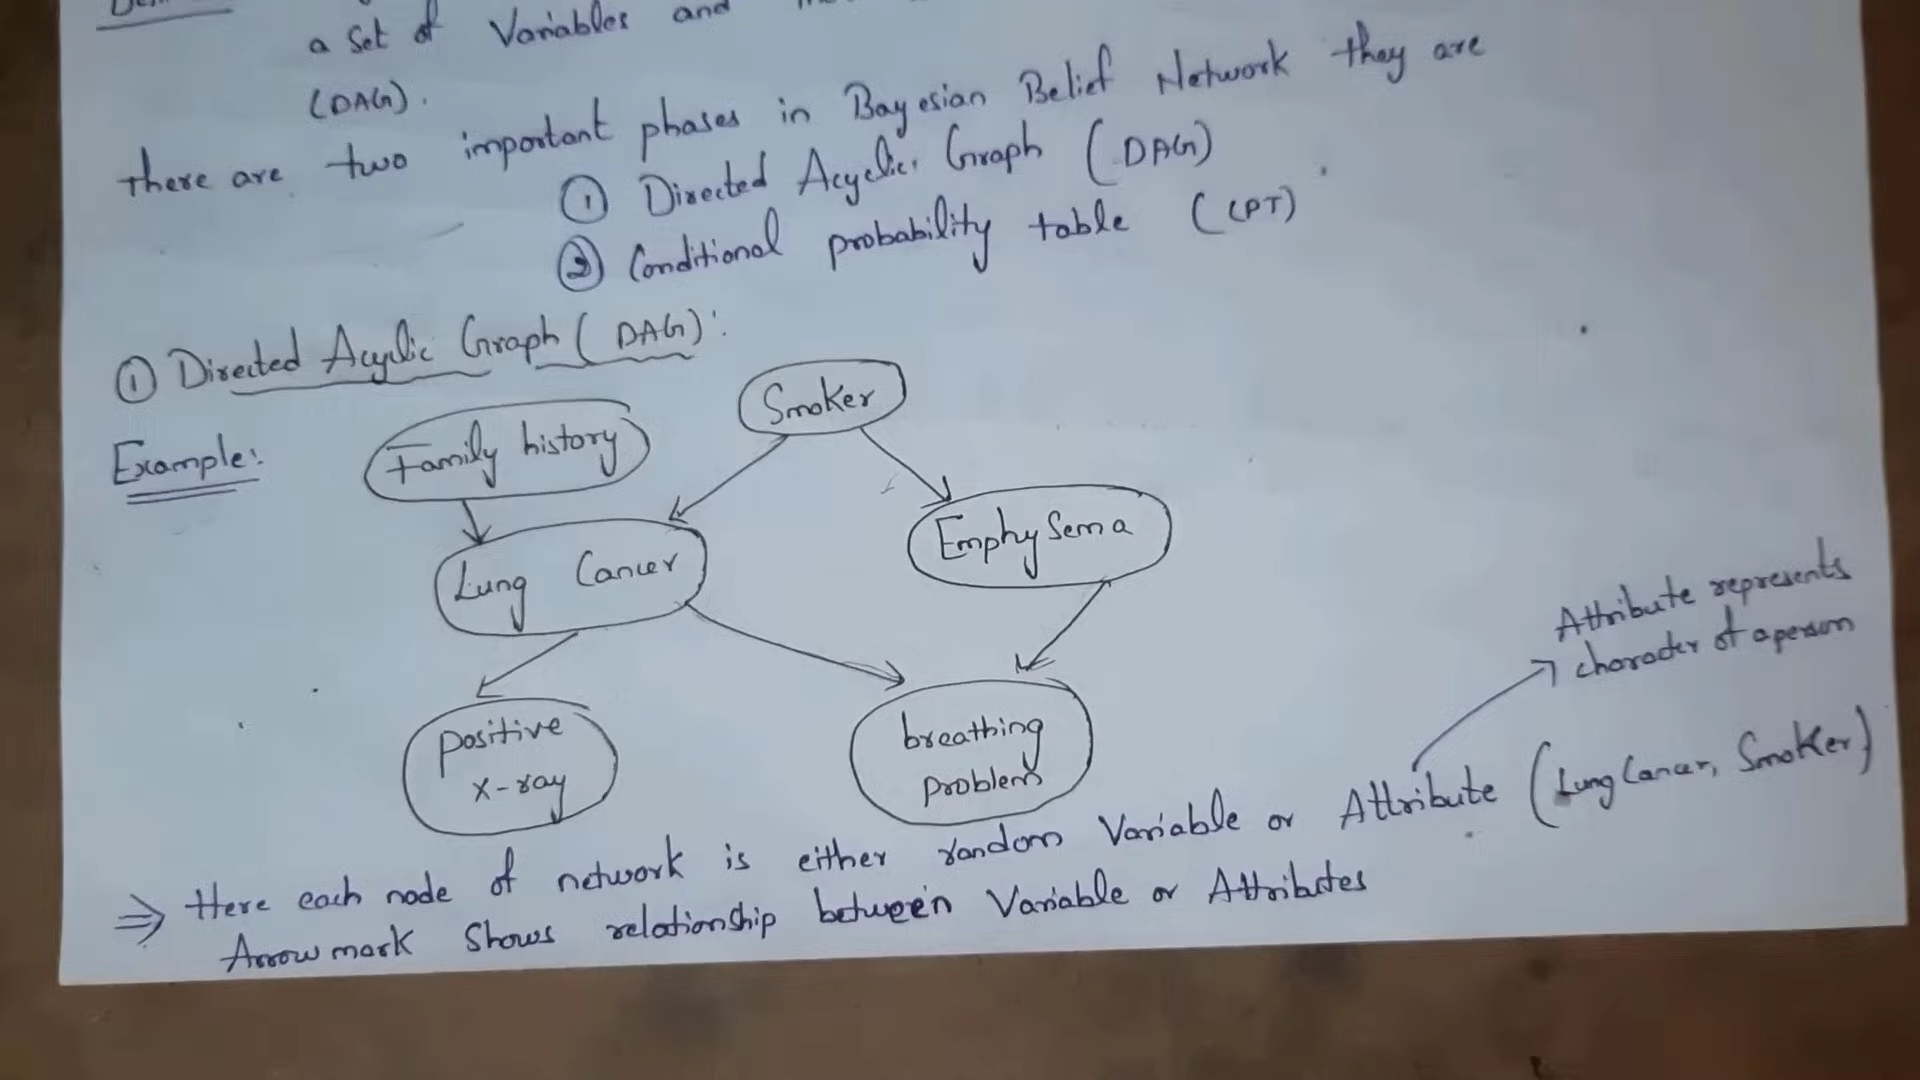 a set of Variables and
(DAG).
there are two important phases in Bayesian Belief Network they are
① Directed Acyclic Graph (DAG)
② Conditional probability table (CPT)
① Directed Acyclic Graph (DAG):
Example:
Smoker
Family history
Emphysema
Lung Cancer
Attribute represents
character of a person
positive
x-ray
breathing
problem
⇒ Here each node of network is either random Variable or Attribute (Lung Cancer, Smoker)
Arrow mark Shows relationship between Variable or Attributes